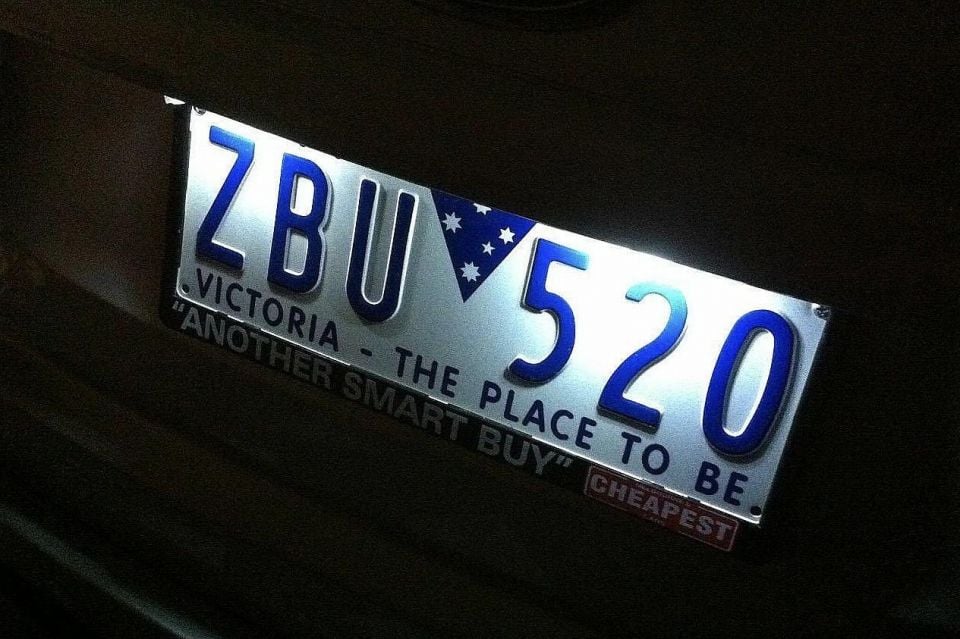 ZBU 520
VICTORIA - THE PLACE TO BE
"ANOTHER SMART BUY"
CHEAPEST